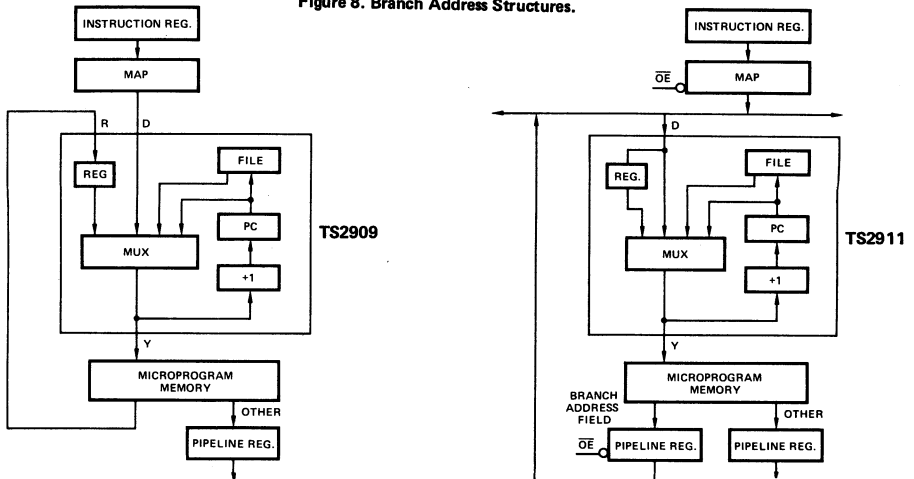 Figure 8. Branch Address Structures.
INSTRUCTION REG.
MAP
R
D
REG
FILE
PC
MUX
+1
TS2909
Y
MICROPROGRAM
MEMORY
OTHER
PIPELINE REG.
INSTRUCTION REG.
OE
MAP
D
REG.
FILE
PC
MUX
+1
TS2911
Y
MICROPROGRAM
MEMORY
BRANCH
ADDRESS
FIELD
OTHER
OE
PIPELINE REG.
PIPELINE REG.